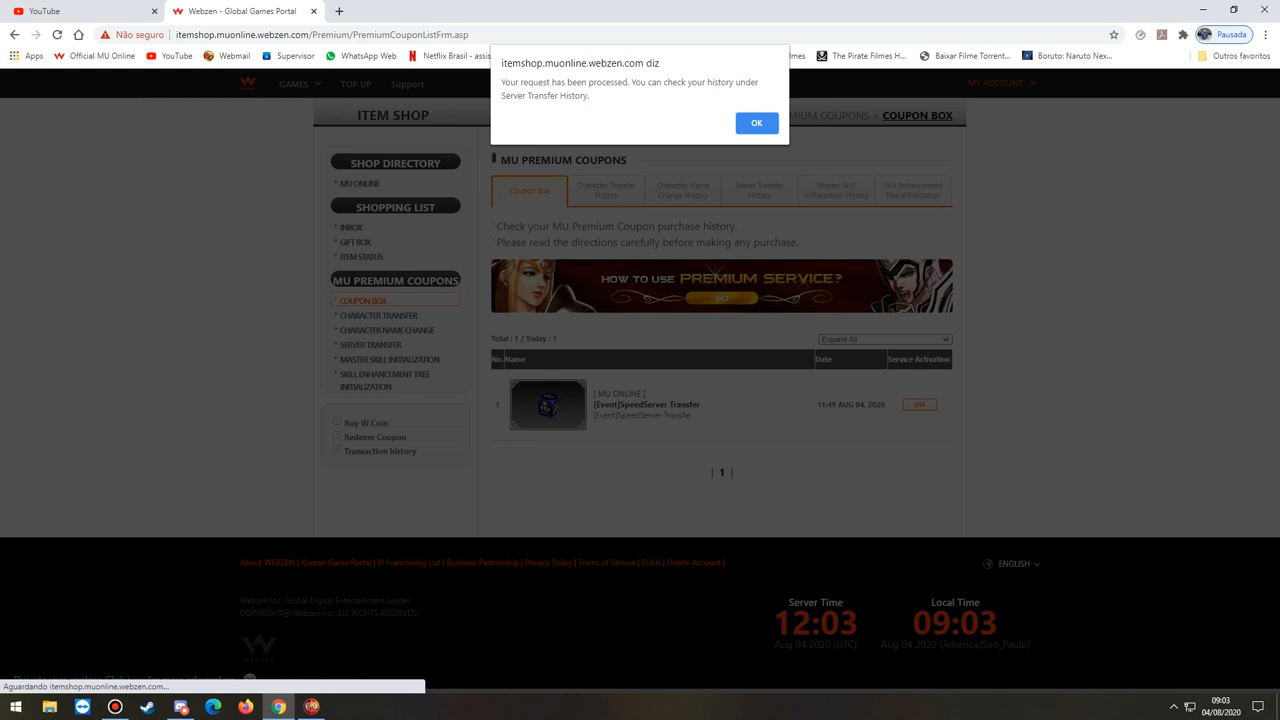 YouTube
Webzen - Global Games Portal
Não seguro
itemshop.muonline.webzen.com/Premium/PremiumCouponListFrm.asp
Pausada
Apps
Official MU Online
YouTube
Webmail
Supervisor
WhatsApp Web
Netflix Brasil - assis
The Pirate Filmes H...
Baixar Filme Torrent...
Boruto: Naruto Nex...
Outros favoritos
itemshop.muonline.webzen.com diz
Your request has been processed. You can check your history under
Server Transfer History.
OK
GAMES
TOP UP
Support
MY ACCOUNT
ITEM SHOP
COUPONS > COUPON BOX
SHOP DIRECTORY
MU ONLINE
SHOPPING LIST
INBOX
GIFT BOX
ITEM STATUS
MU PREMIUM COUPONS
COUPON BOX
CHARACTER TRANSFER
CHARACTER NAME CHANGE
SERVER TRANSFER
MASTER SKILL INITIALIZATION
SKILL ENHANCEMENT TREE
INITIALIZATION
Buy W Coin
Redeem Coupon
Transaction history
MU PREMIUM COUPONS
Coupon Box
Character Transfer
History
Character Name
Change History
Server Transfer
History
Master Skill
Initialization History
Skill Enhancement
Tree Initialization
Check your MU Premium Coupon purchase history.
Please read the directions carefully before making any purchase.
HOW TO USE PREMIUM SERVICE?
GO
Total : 1 / Today : 1
Expand All
No. Name Date Service Activation
1
[ MU ONLINE ]
[Event]SpeedServer Transfer
[Event]SpeedServer Transfer
11:49 AUG 04, 2020
USE
| 1 |
About WEBZEN | Korean Game Portal | IP Franchising List | Business Partnership | Privacy Policy | Terms of Service | EULA | Delete Account |
ENGLISH
Webzen Inc. Global Digital Entertainment Leader
COPYRIGHTⓒ Webzen Inc. ALL RIGHTS RESERVED.
WEBZEN
Server Time
12:03
Aug 04 2020 (UTC)
Local Time
09:03
Aug 04 2020 (America/Sao_Paulo)
Aguardando itemshop.muonline.webzen.com...
09:03
04/08/2020